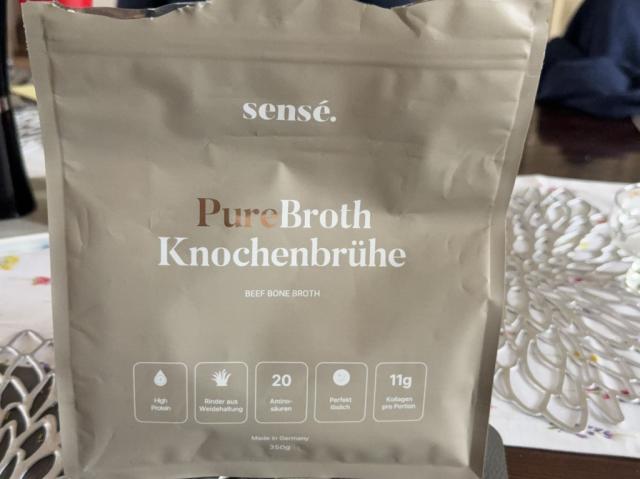 sensé.
PureBroth
Knochenbrühe
BEEF BONE BROTH
High
Protein
Rinder aus
Weidehaltung
20
Amino-
säuren
Perfekt
löslich
11g
Kollagen
pro Portion
Made in Germany
350g